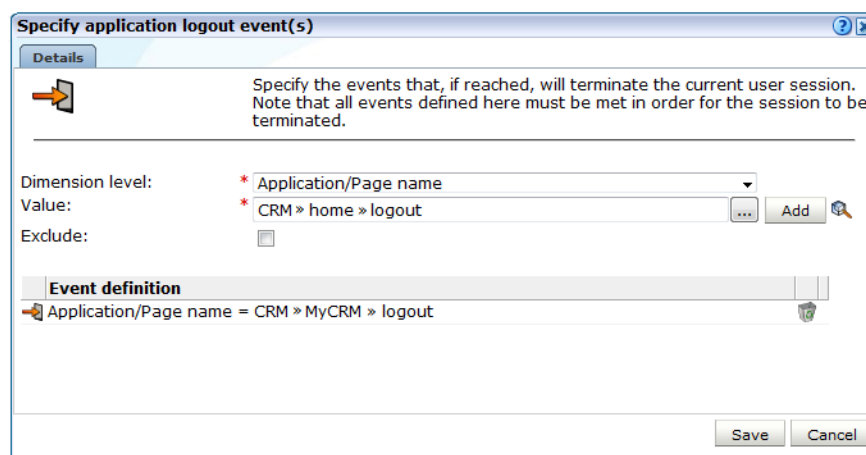 Specify application logout event(s)
Details
Specify the events that, if reached, will terminate the current user session.
Note that all events defined here must be met in order for the session to be
terminated.
Dimension level: * Application/Page name
Value: * CRM » home » logout ... Add
Exclude:
Event definition
Application/Page name = CRM » MyCRM » logout
Save Cancel